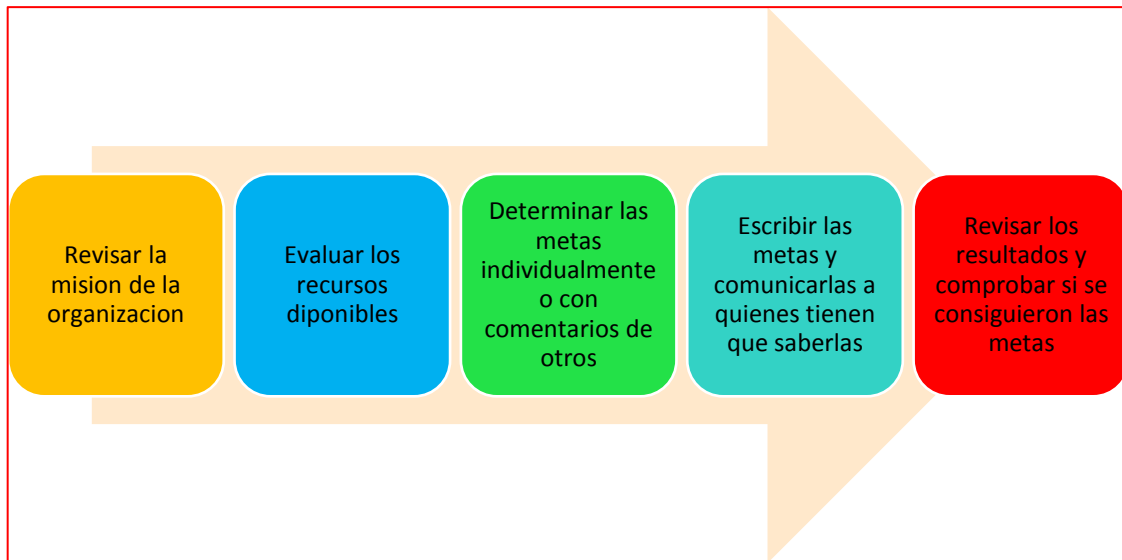 Revisar la
mision de la
organizacion
Evaluar los
recursos
diponibles
Determinar las
metas
individualmente
o con
comentarios de
otros
Escribir las
metas y
comunicarlas a
quienes tienen
que saberlas
Revisar los
resultados y
comprobar si se
consiguieron las
metas